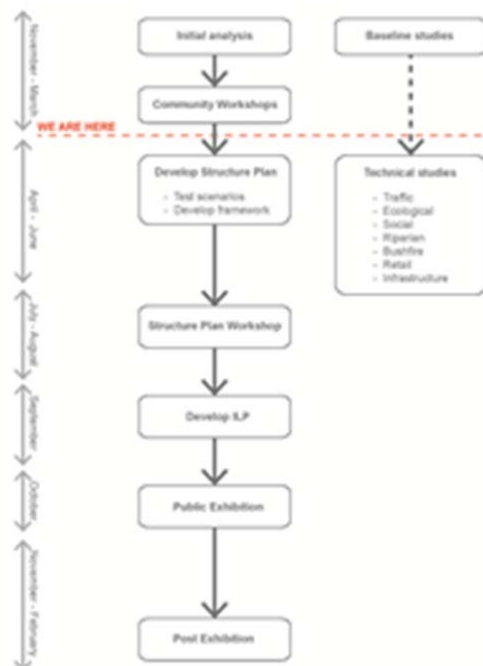 November - March
Initial analysis
Baseline studies
Community Workshops
WE ARE HERE
April - June
Develop Structure Plan
- Test scenarios
- Develop framework
Technical studies
- Traffic
- Ecological
- Social
- Riperian
- Bushfire
- Retail
- Infrastructure
July - August
Structure Plan Workshop
September
Develop ILP
October
Public Exhibition
November - February
Post Exhibition